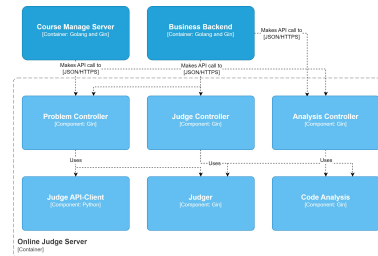 Course Manage Server
[Container: Golang and Gin]
Business Backend
[Container: Golang and Gin]
Makes API call to
[JSON/HTTPS]
Makes API call to
[JSON/HTTPS]
Makes API call to
[JSON/HTTPS]
Problem Controller
[Component: Gin]
Judge Controller
[Component: Gin]
Analysis Controller
[Component: Gin]
Uses
Uses
Uses
Judge API-Client
[Component: Python]
Judger
[Component: Gin]
Code Analysis
[Component: Gin]
Online Judge Server
[Container]